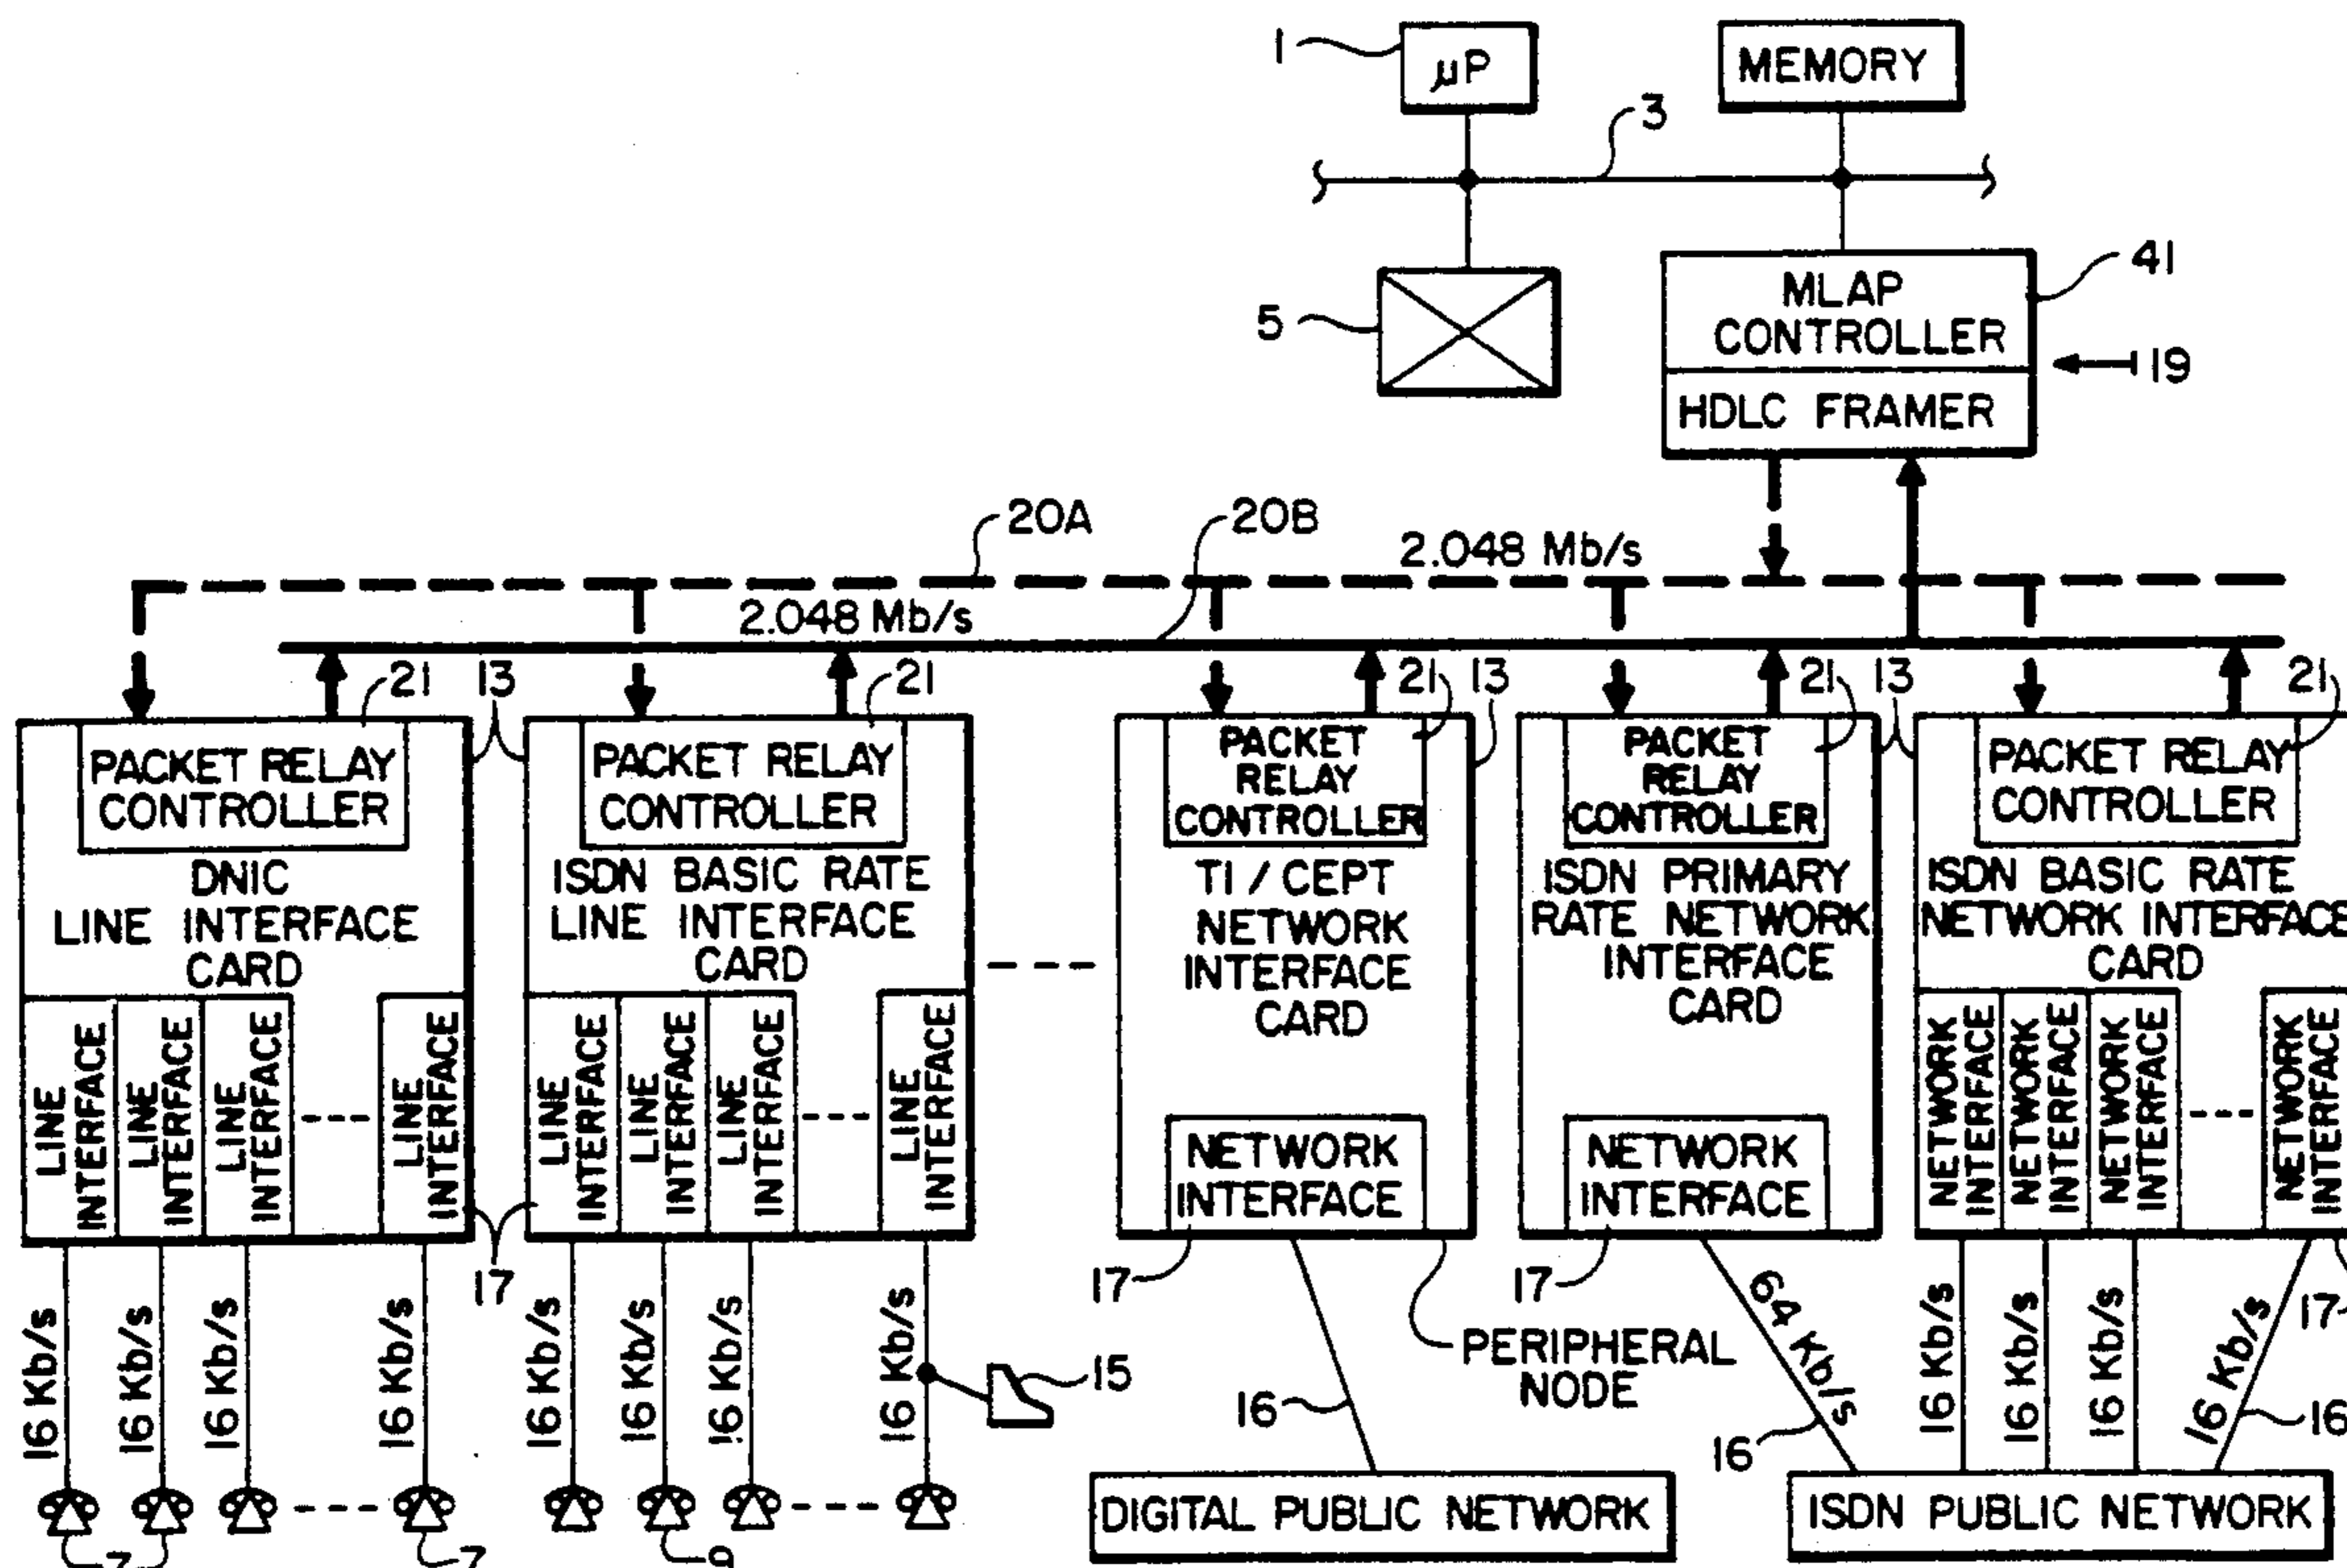 1
μP
MEMORY
3
5
MLAP
CONTROLLER
41
19
HDLC FRAMER
20A
20B
2.048 Mb/s
2.048 Mb/s
21
13
21
21
13
21
13
21
PACKET RELAY
CONTROLLER
DNIC
LINE INTERFACE
CARD
LINE
INTERFACE
LINE
INTERFACE
LINE
INTERFACE
LINE
INTERFACE
PACKET RELAY
CONTROLLER
ISDN BASIC RATE
LINE INTERFACE
CARD
LINE
INTERFACE
LINE
INTERFACE
LINE
INTERFACE
LINE
INTERFACE
PACKET
RELAY
CONTROLLER
T1 / CEPT
NETWORK
INTERFACE
CARD
NETWORK
INTERFACE
PACKET
RELAY
CONTROLLER
ISDN PRIMARY
RATE NETWORK
INTERFACE
CARD
NETWORK
INTERFACE
PACKET RELAY
CONTROLLER
ISDN BASIC RATE
NETWORK INTERFACE
CARD
NETWORK
INTERFACE
NETWORK
INTERFACE
NETWORK
INTERFACE
NETWORK
INTERFACE
17
17
17
17
16 Kb/s
16 Kb/s
16 Kb/s
16 Kb/s
16 Kb/s
16 Kb/s
16 Kb/s
16 Kb/s
15
16
PERIPHERAL
NODE
64 Kb/s
16
16 Kb/s
16 Kb/s
16 Kb/s
16 Kb/s
16
DIGITAL PUBLIC NETWORK
ISDN PUBLIC NETWORK
7
7
9